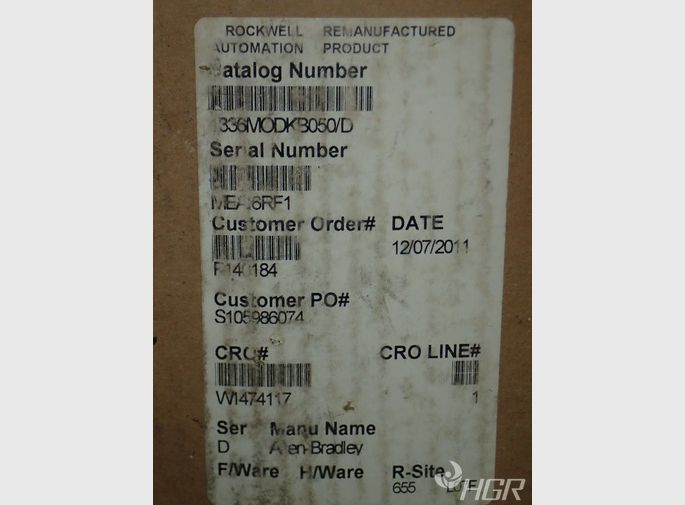 ROCKWELL REMANUFACTURED
AUTOMATION PRODUCT
Catalog Number
1336MODKB050/D
Serial Number
Customer Order# DATE
12/07/2011
Customer PO#
S105986074
CRO# CRO LINE#
W1474117 1
Ser Manu Name
D Allen-Bradley
F/Ware H/Ware R-Site
655
HGR